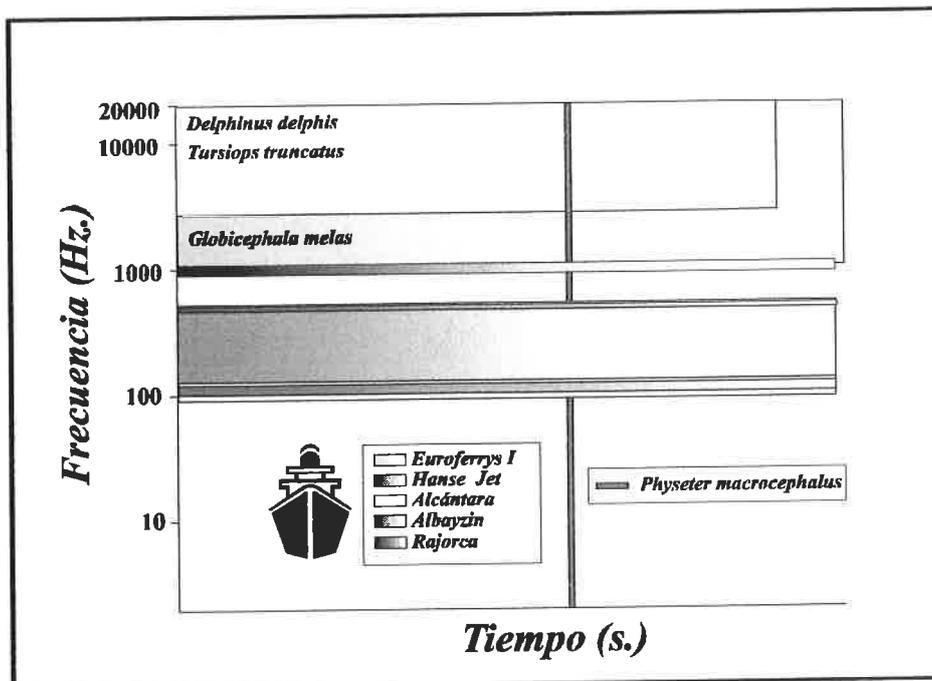 20000
Delphinus delphis
10000
Tursiops truncatus
Globicephala melas
1000
100
10
Frecuencia (Hz.)
Euroferrys I
Hanse Jet
Alcántara
Albayzin
Rajorca
Physeter macrocephalus
Tiempo (s.)